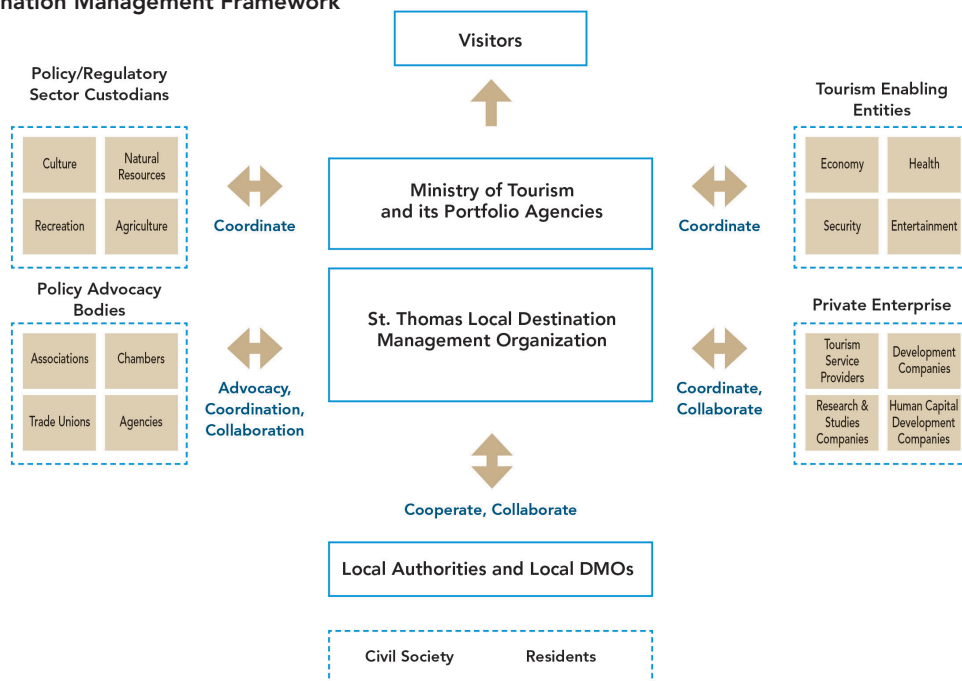 nation Management Framework
Visitors
Policy/Regulatory
Sector Custodians
Culture
Natural
Resources
Recreation
Agriculture
Coordinate
Ministry of Tourism
and its Portfolio Agencies
Coordinate
Tourism Enabling
Entities
Economy
Health
Security
Entertainment
Policy Advocacy
Bodies
Associations
Chambers
Trade Unions
Agencies
Advocacy,
Coordination,
Collaboration
St. Thomas Local Destination
Management Organization
Coordinate,
Collaborate
Private Enterprise
Tourism
Service
Providers
Development
Companies
Research &
Studies
Companies
Human Capital
Development
Companies
Cooperate, Collaborate
Local Authorities and Local DMOs
Civil Society
Residents